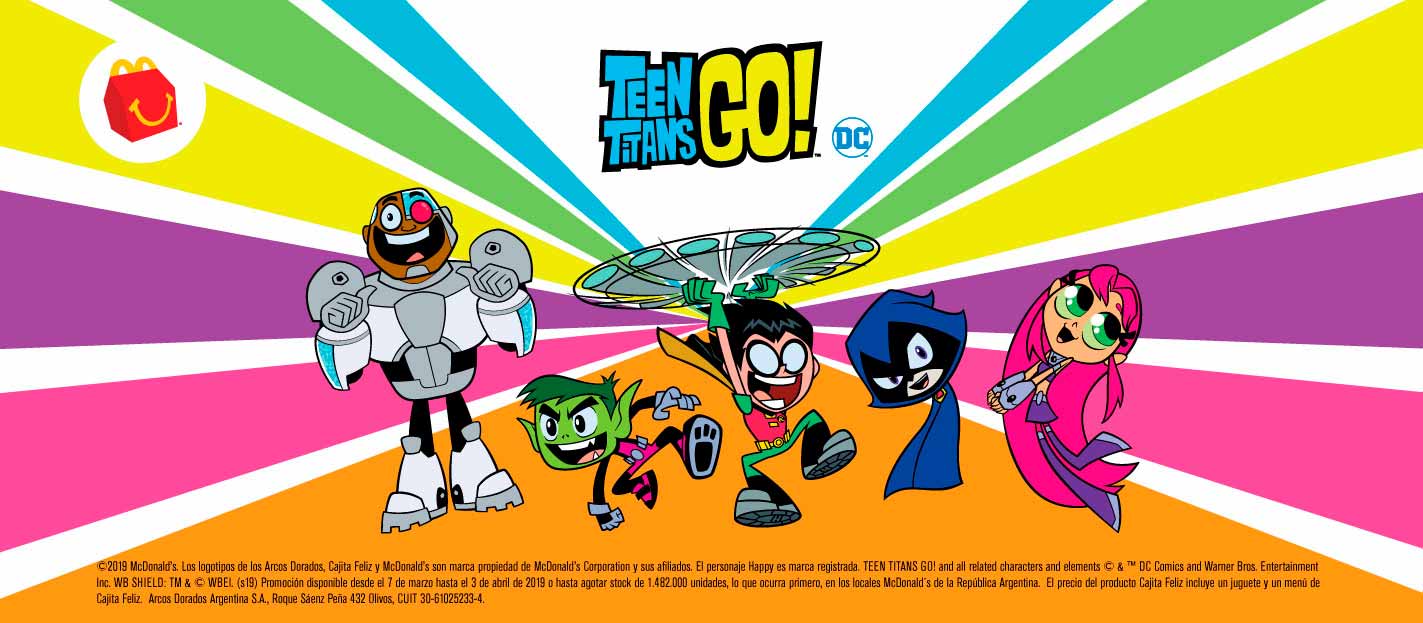 TEEN
TITANS
GO!™
DC™
©2019 McDonald's. Los logotipos de los Arcos Dorados, Cajita Feliz y McDonald's son marca propiedad de McDonald's Corporation y sus afiliados. El personaje Happy es marca registrada. TEEN TITANS GO! and all related characters and elements © & ™ DC Comics and Warner Bros. Entertainment
Inc. WB SHIELD: TM & © WBEI. (s19) Promoción disponible desde el 7 de marzo hasta el 3 de abril de 2019 o hasta agotar stock de 1.482.000 unidades, lo que ocurra primero, en los locales McDonald´s de la República Argentina.  El precio del producto Cajita Feliz incluye un juguete y un menú de
Cajita Feliz.  Arcos Dorados Argentina S.A., Roque Sáenz Peña 432 Olivos, CUIT 30-61025233-4.